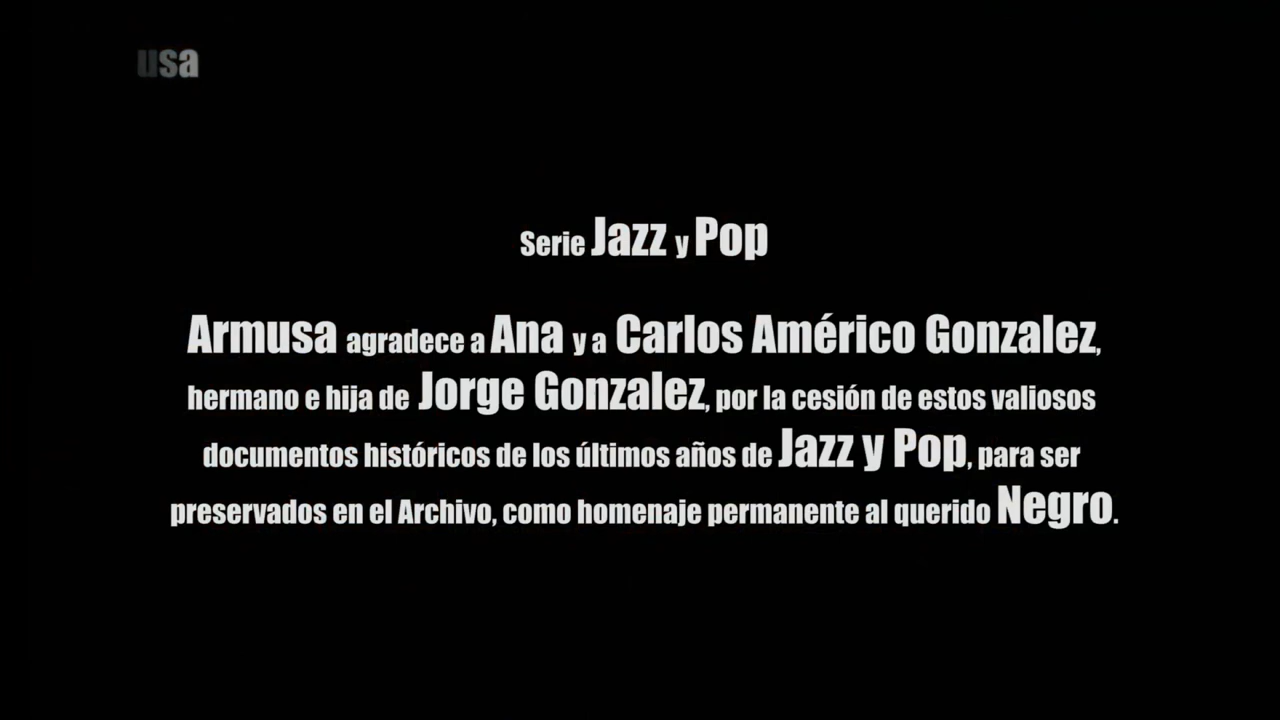 usa
Serie Jazz y Pop
Armusa agradece a Ana y a Carlos Américo Gonzalez,
hermano e hija de Jorge Gonzalez, por la cesión de estos valiosos
documentos históricos de los últimos años de Jazz y Pop, para ser
preservados en el Archivo, como homenaje permanente al querido Negro.